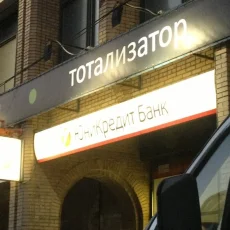 тотализатор
ЮниКредит Банк